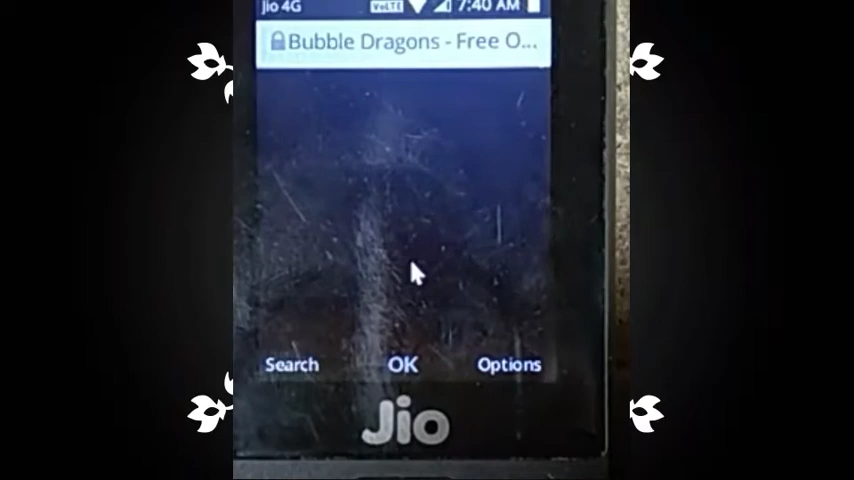 Jio 4G VoLTE 7:40 AM
Bubble Dragons - Free O...
Search OK Options
Jio